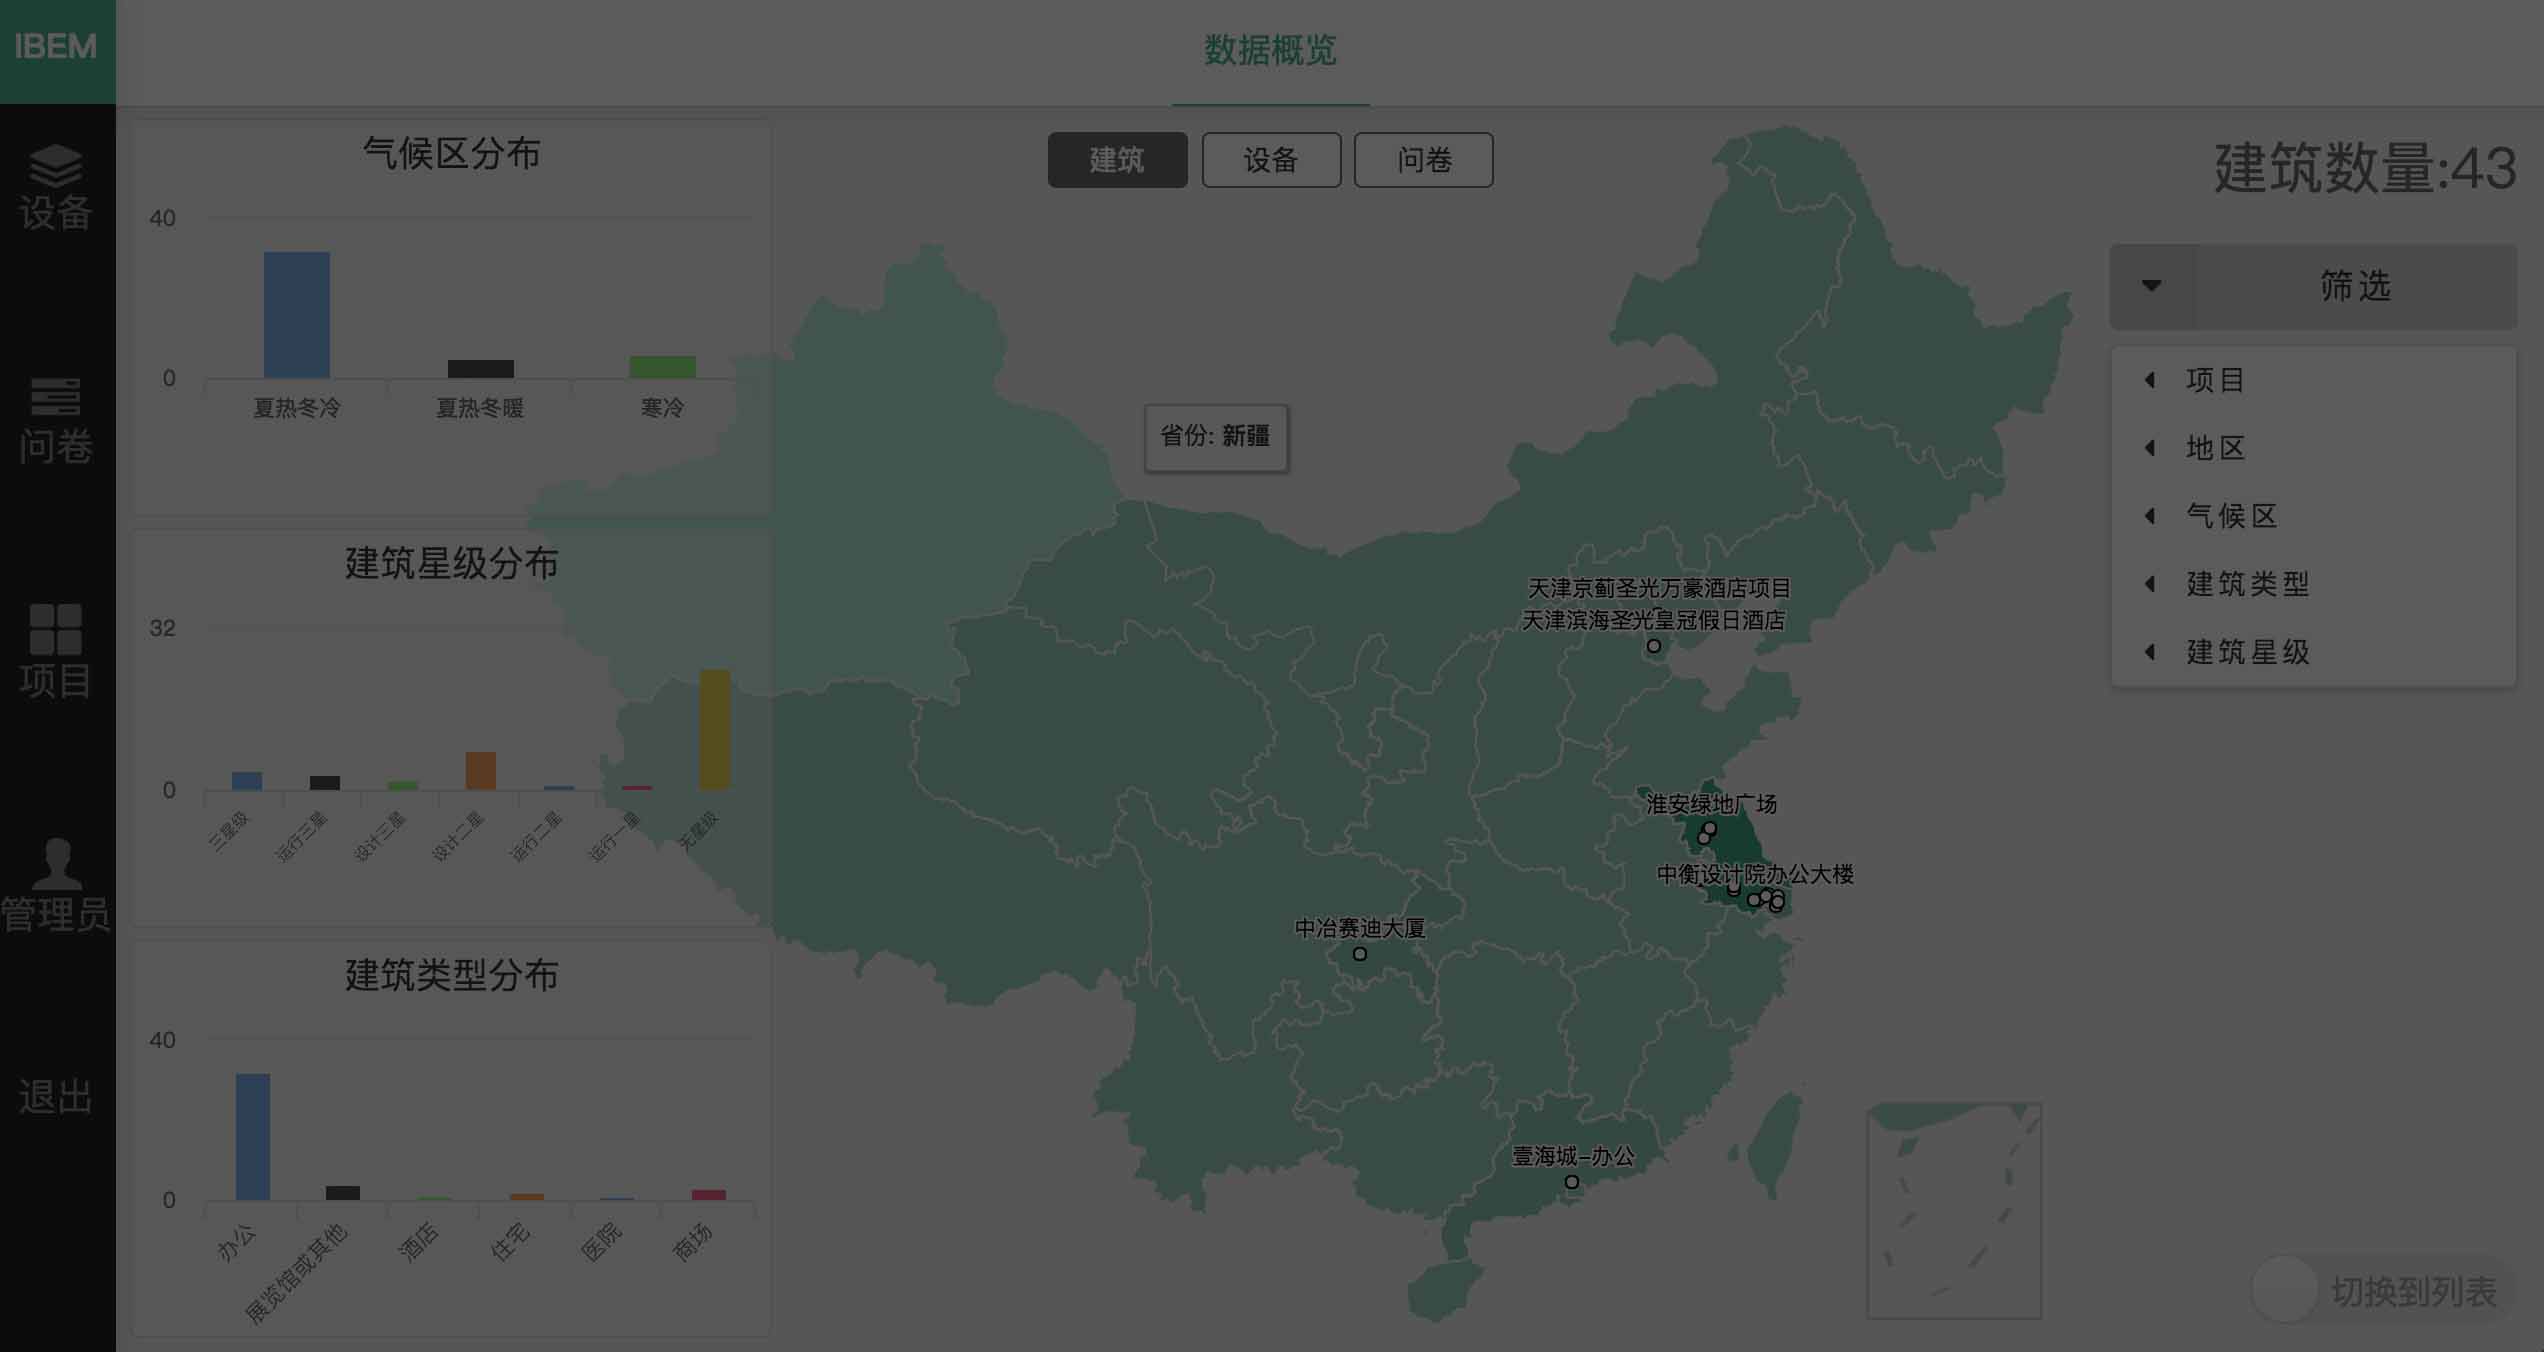 IBEM
数据概览
设备
问卷
项目
管理员
退出
气候区分布
40
0
夏热冬冷
夏热冬暖
寒冷
建筑星级分布
32
0
三星级
运行三星
设计三星
设计二星
运行二星
运行一星
无星级
建筑类型分布
40
0
办公
展览馆或其他
酒店
住宅
医院
商场
建筑
设备
问卷
省份: 新疆
天津京蓟圣光万豪酒店项目
天津滨海圣光皇冠假日酒店
淮安绿地广场
中衡设计院办公大楼
中冶赛迪大厦
壹海城-办公
建筑数量:43
筛选
项目
地区
气候区
建筑类型
建筑星级
切换到列表